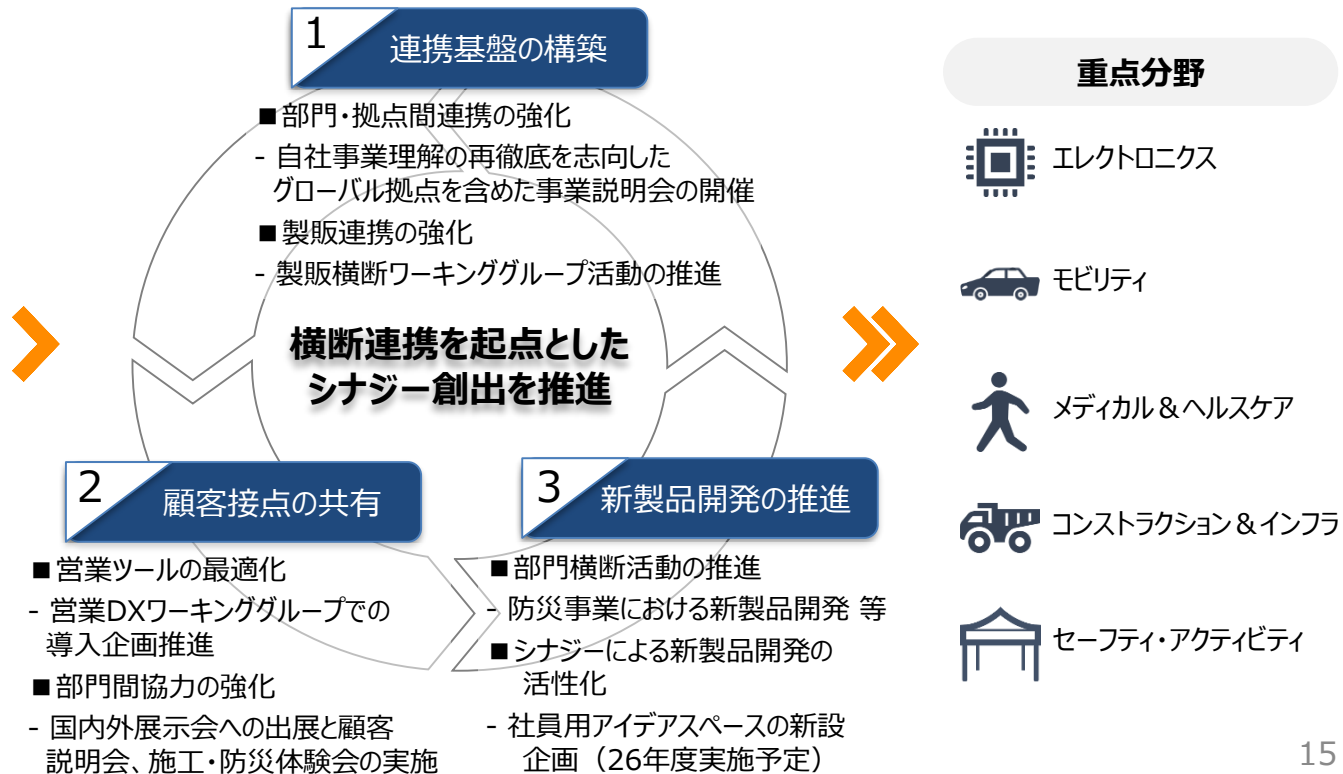 1
連携基盤の構築
■部門・拠点間連携の強化
- 自社事業理解の再徹底を志向した
グローバル拠点を含めた事業説明会の開催
■製販連携の強化
- 製販横断ワーキンググループ活動の推進
横断連携を起点とした
シナジー創出を推進
2
顧客接点の共有
■営業ツールの最適化
- 営業DXワーキンググループでの
導入企画推進
■部門間協力の強化
- 国内外展示会への出展と顧客
説明会、施工・防災体験会の実施
3
新製品開発の推進
■部門横断活動の推進
- 防災事業における新製品開発 等
■シナジーによる新製品開発の
活性化
- 社員用アイデアスペースの新設
企画（26年度実施予定）
重点分野
エレクトロニクス
モビリティ
メディカル＆ヘルスケア
コンストラクション＆インフラ
セーフティ・アクティビティ
15